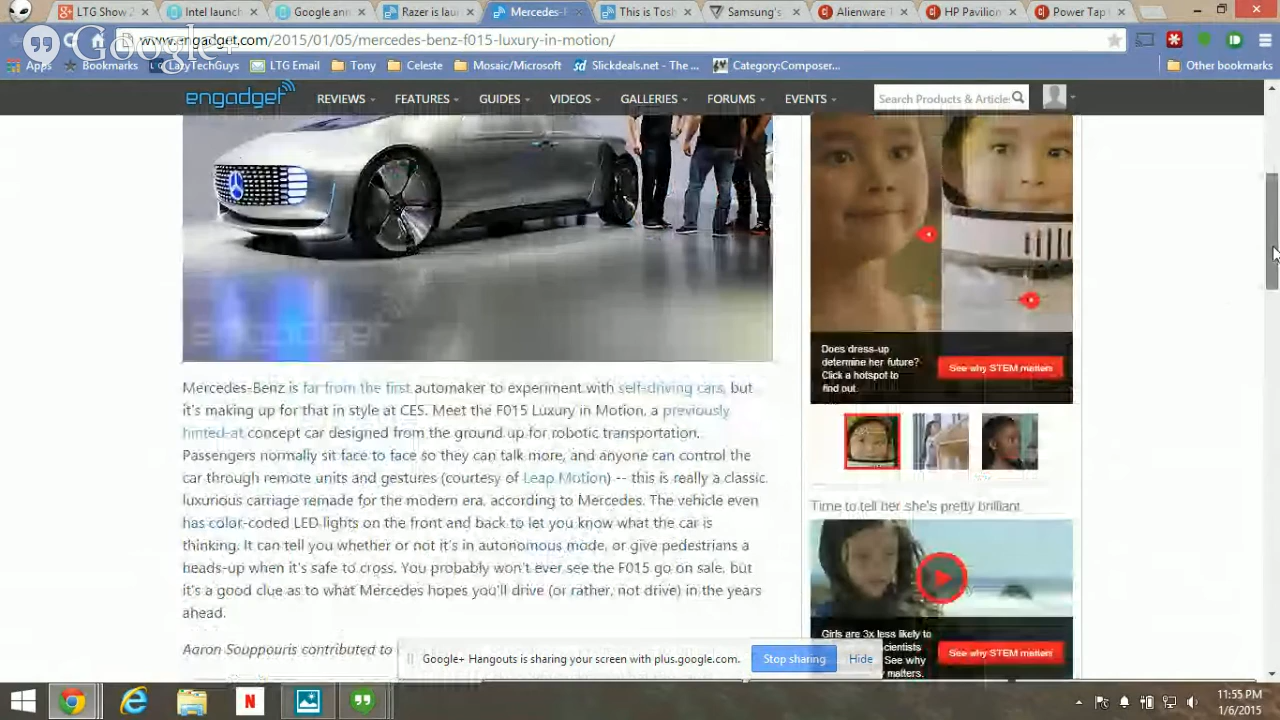 LTG Show
Intel launch
Google ann
Razer is lau
Mercedes-
This is Tosh
Samsung's
Alienware
HP Pavilion
Power Tap
Google+
www.engadget.com/2015/01/05/mercedes-benz-f015-luxury-in-motion/
Apps
Bookmarks
LazyTechGuys
LTG Email
Tony
Celeste
Mosaic/Microsoft
Slickdeals.net - The ...
Category:Composer...
Other bookmarks
engadget
REVIEWS
FEATURES
GUIDES
VIDEOS
GALLERIES
FORUMS
EVENTS
Search Products & Articles
Does dress-up
determine her future?
Click a hotspot to
find out.
See why STEM matters
Mercedes-Benz is far from the first automaker to experiment with self-driving cars, but
it's making up for that in style at CES. Meet the F015 Luxury in Motion, a previously
hinted-at concept car designed from the ground up for robotic transportation.
Passengers normally sit face to face so they can talk more, and anyone can control the
car through remote units and gestures (courtesy of Leap Motion) -- this is really a classic
luxurious carriage remade for the modern era, according to Mercedes. The vehicle even
has color-coded LED lights on the front and back to let you know what the car is
thinking. It can tell you whether or not it's in autonomous mode, or give pedestrians a
heads-up when it's safe to cross. You probably won't ever see the F015 go on sale, but
it's a good clue as to what Mercedes hopes you'll drive (or rather, not drive) in the years
ahead.
Aaron Souppouris contributed to
Time to tell her she's pretty brilliant.
Girls are 3x less likely to
scientists
See why
matters.
See why STEM matters
Google+ Hangouts is sharing your screen with plus.google.com.
Stop sharing
Hide
11:55 PM
1/6/2015